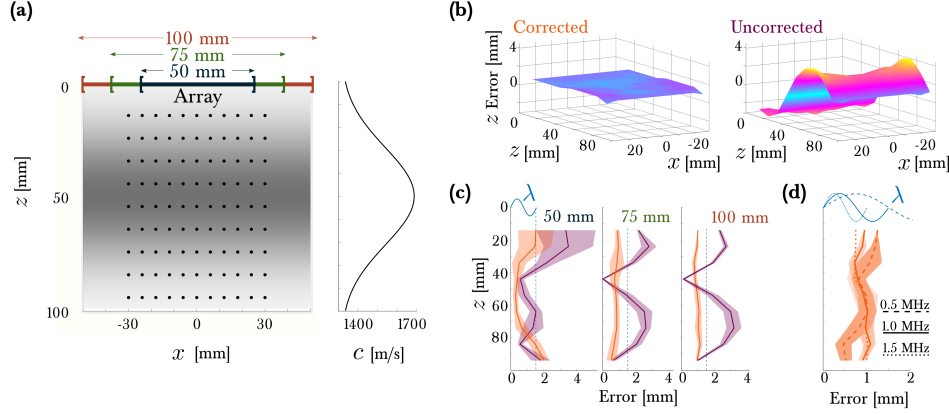 (a)
100 mm
75 mm
50 mm
Array
0
50
100
z [mm]
-30
0
30
x [mm]
1400
1700
c [m/s]
(b)
Corrected
Uncorrected
4
0
z Error [mm]
0
40
80
z [mm]
20
0
-20
x [mm]
4
0
0
40
80
z [mm]
20
0
-20
x [mm]
(c)
λ
50 mm
75 mm
100 mm
0
20
40
60
80
z [mm]
0
2
0
2
4
0
2
4
Error [mm]
(d)
λ
0.5 MHz
1.0 MHz
1.5 MHz
0
1
2
Error [mm]